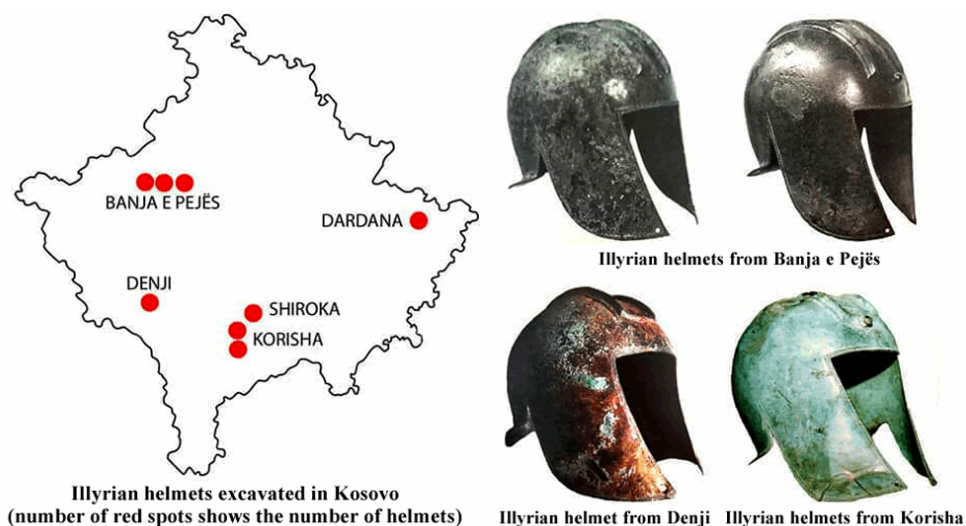 BANJA E PEJËS
DARDANA
DENJI
SHIROKA
KORISHA
Illyrian helmets excavated in Kosovo
(number of red spots shows the number of helmets)
Illyrian helmets from Banja e Pejës
Illyrian helmet from Denji
Illyrian helmets from Korisha